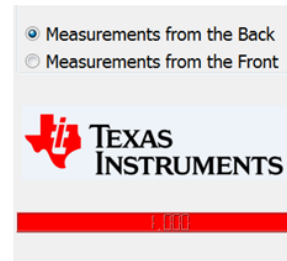 Measurements from the Back
Measurements from the Front
TEXAS
INSTRUMENTS